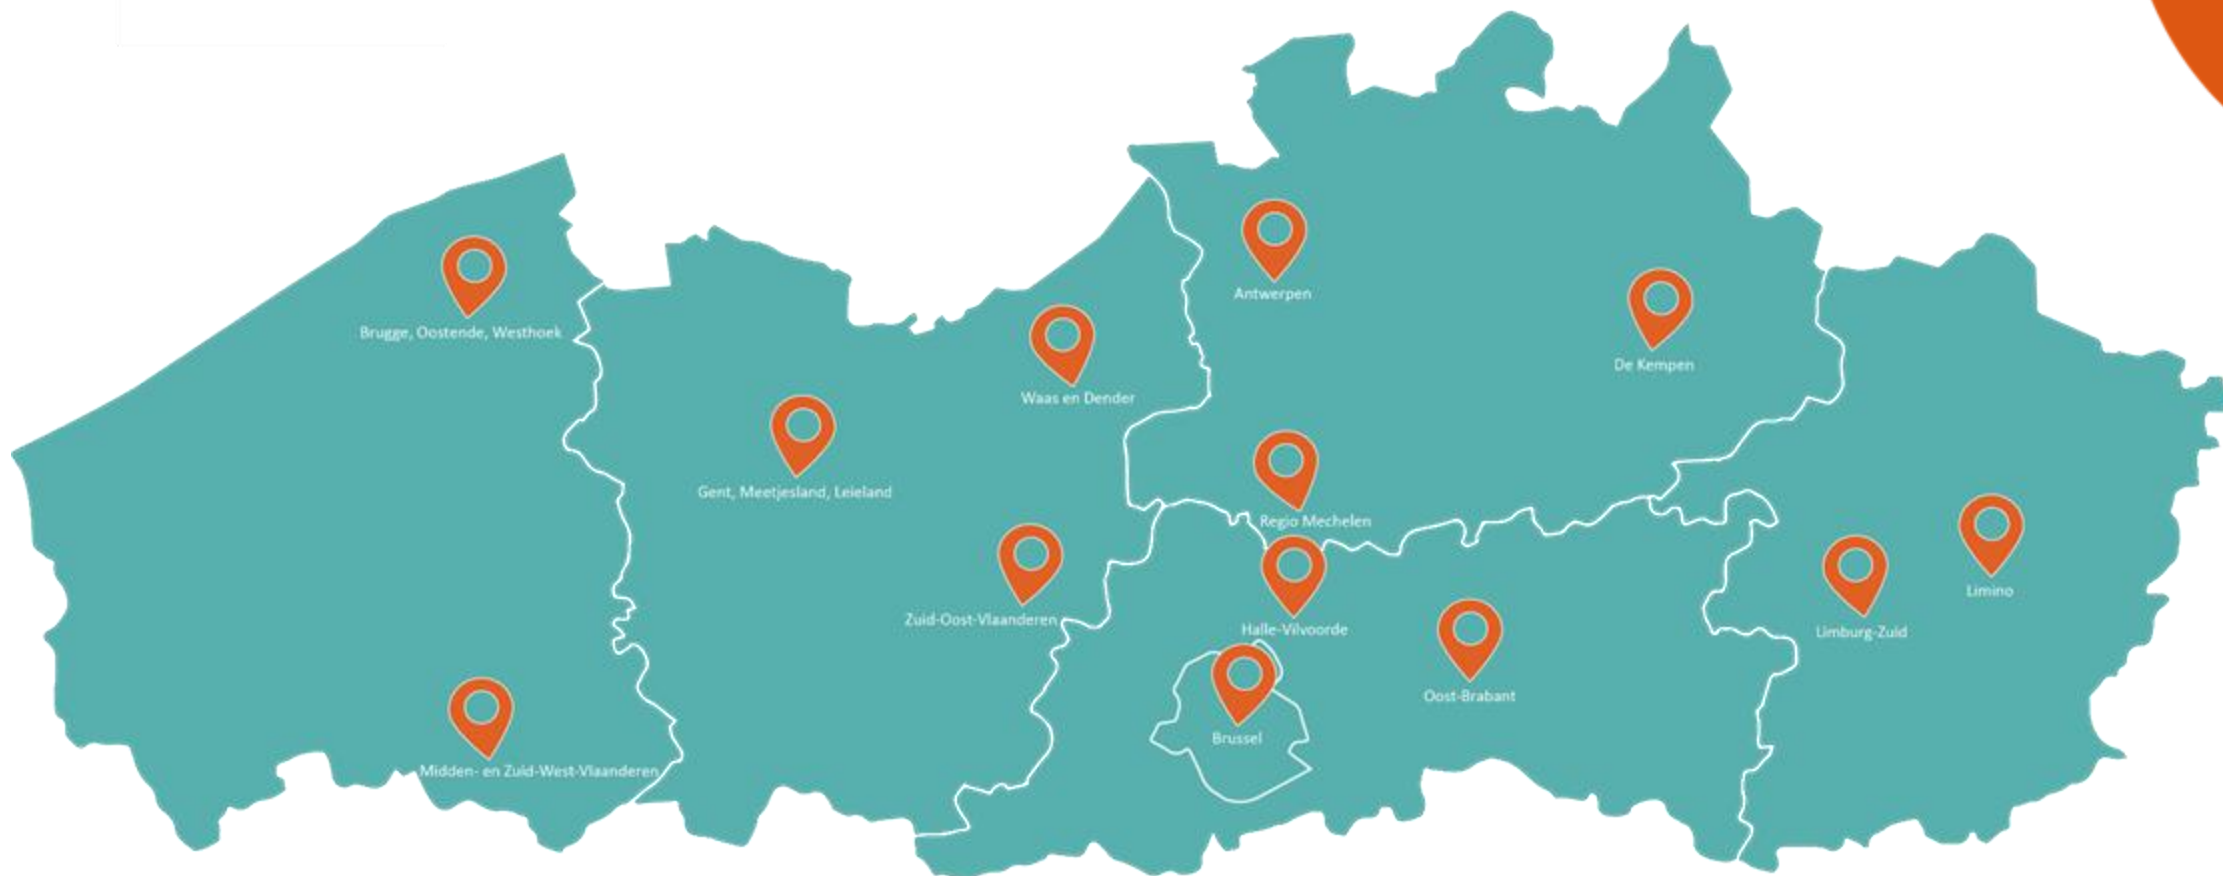 Antwerpen
Brugge, Oostende, Westhoek
De Kempen
Waas en Dender
Gent, Meetjesland, Leieland
Regio Mechelen
Limino
Zuid-Oost-Vlaanderen
Halle-Vilvoorde
Limburg-Zuid
Oost-Brabant
Brussel
Midden- en Zuid-West-Vlaanderen